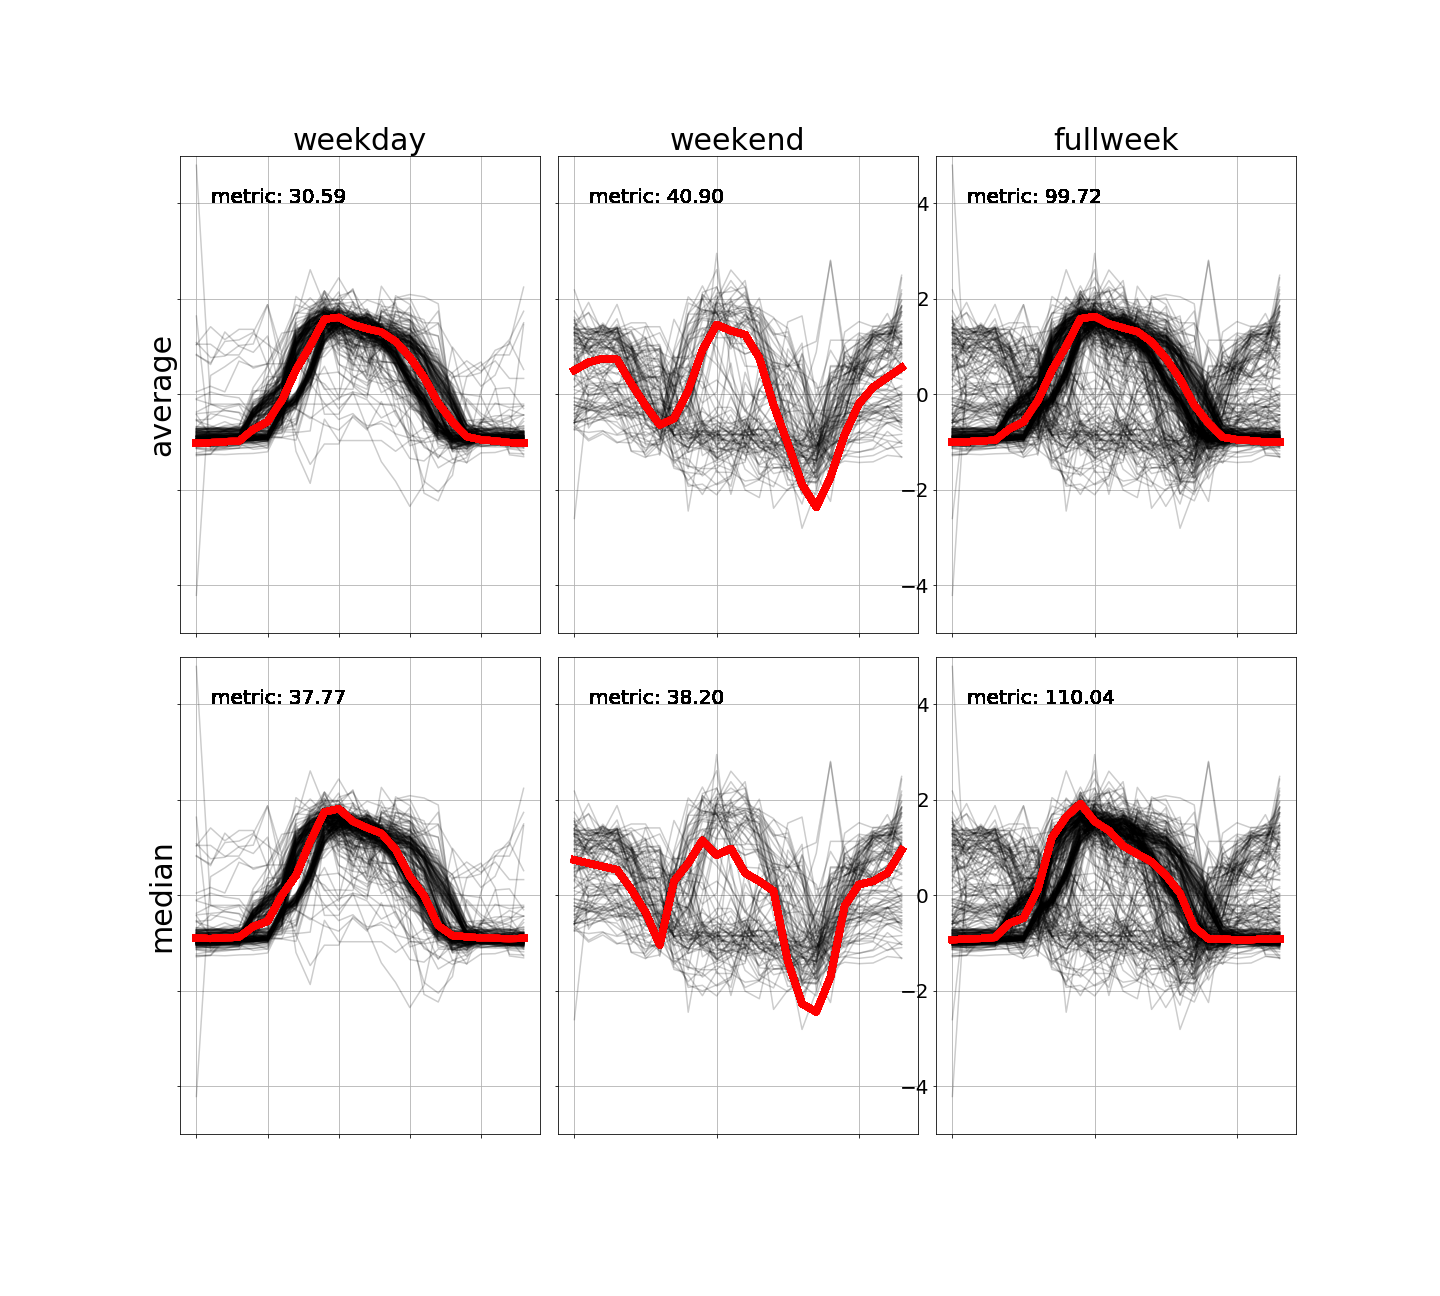 weekday
weekend
fullweek
average
metric: 30.59
metric: 40.90
metric: 99.72
4
2
0
−2
−4
median
metric: 37.77
metric: 38.20
metric: 110.04
4
2
0
−2
−4